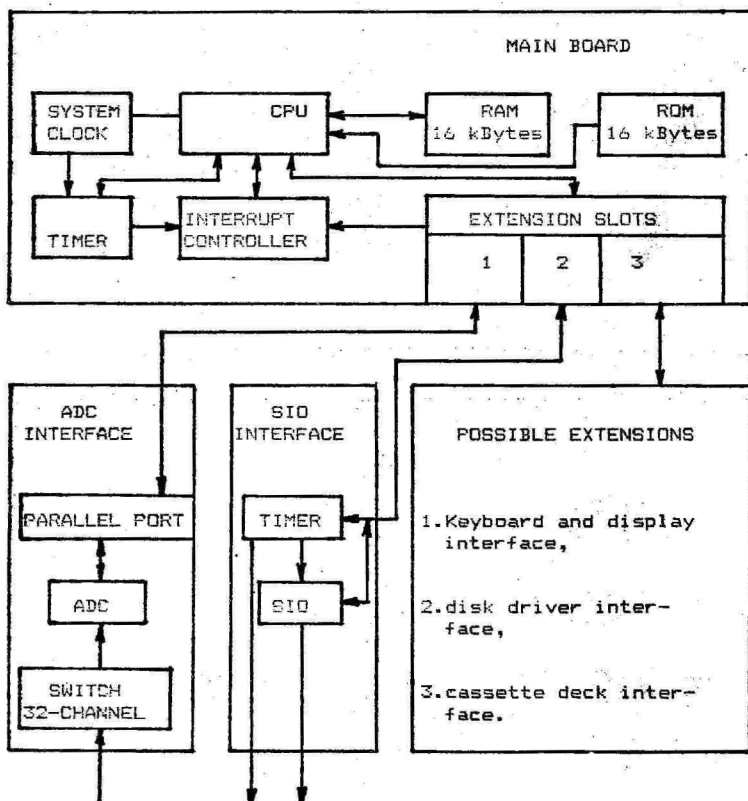 MAIN BOARD
SYSTEM
CLOCK
CPU
RAM
16 kBytes
ROM
16 kBytes
TIMER
INTERRUPT
CONTROLLER
EXTENSION SLOTS
1
2
3
ADC
INTERFACE
PARALLEL PORT
ADC
SWITCH
32-CHANNEL
SIO
INTERFACE
TIMER
SIO
POSSIBLE EXTENSIONS
1.Keyboard and display
interface,
2.disk driver inter-
face,
3.cassette deck inter-
face.